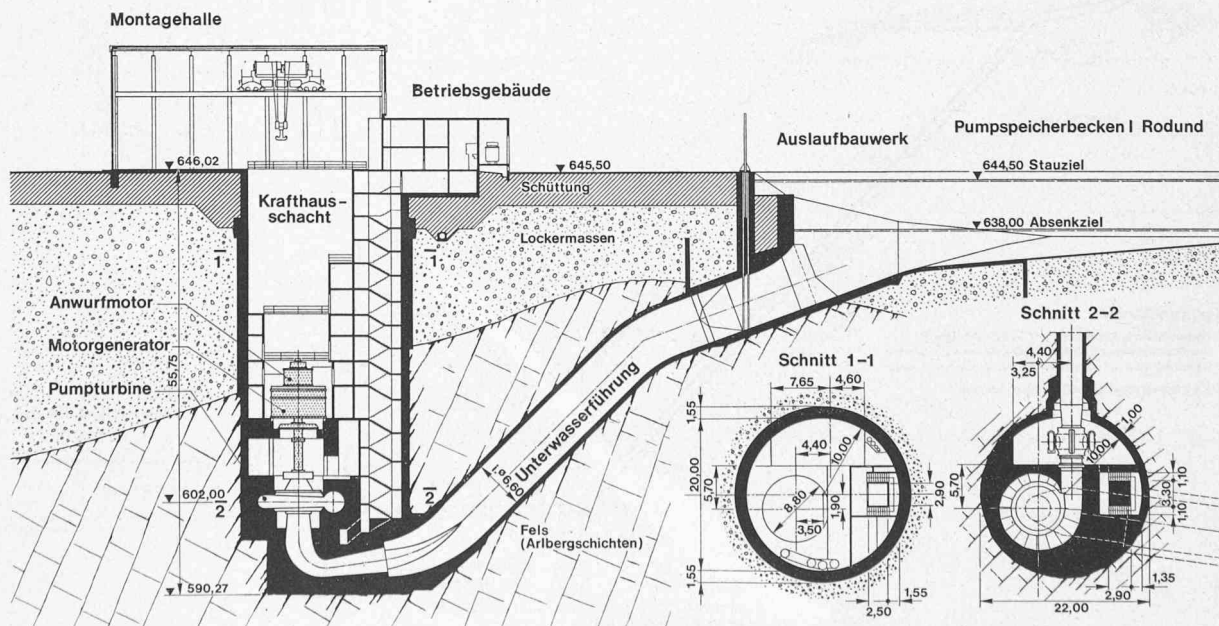 Montagehalle
Betriebsgebäude
Auslaufbauwerk
Pumpspeicherbecken I Rodund
646,02
645,50
644,50 Stauziel
Schüttung
Krafthaus-
schacht
638,00 Absenkziel
Lockermassen
1
1
Anwurfmotor
Motorgenerator
Pumpturbine
55,75
602,00
2
2
590,27
Unterwasserführung
i.ø 6,60
Fels
(Arlbergschichten)
Schnitt 1-1
7,65
4,60
1,55
4,40
10,00
20,00
5,70
8,80
1,90
2,90
3,50
1,55
1,55
2,50
Schnitt 2-2
4,40
3,25
1,00
10,00
5,70
1,10
3,30
1,10
1,35
2,90
22,00